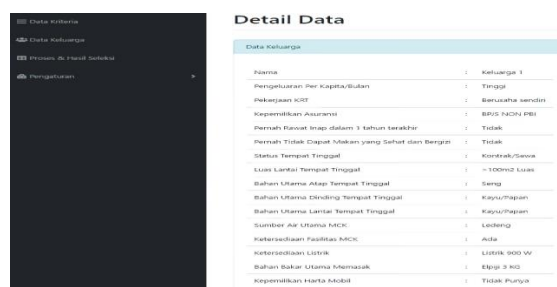 Data Kriteria
Data Keluarga
Proses & Hasil Seleksi
Pengaturan
Detail Data
Data Keluarga
Nama : Keluarga 1
Pengeluaran Per Kapita/Bulan : Tinggi
Pekerjaan KRT : Berusaha sendiri
Kepemilikan Asuransi : BPJS NON PBI
Pernah Rawat Inap dalam 1 tahun terakhir : Tidak
Pernah Tidak Dapat Makan yang Sehat dan Bergizi : Tidak
Status Tempat Tinggal : Kontrak/Sewa
Luas Lantai Tempat Tinggal : ~100m2 Luas
Bahan Utama Atap Tempat Tinggal : Seng
Bahan Utama Dinding Tempat Tinggal : Kayu/Papan
Bahan Utama Lantai Tempat Tinggal : Kayu/Papan
Sumber Air Utama MCK : Ledeng
Ketersediaan Fasilitas MCK : Ada
Ketersediaan Listrik : Listrik 900 W
Bahan Bakar Utama Memasak : Elpiji 3 KG
Kepemilikan Harta Mobil : Tidak Punya